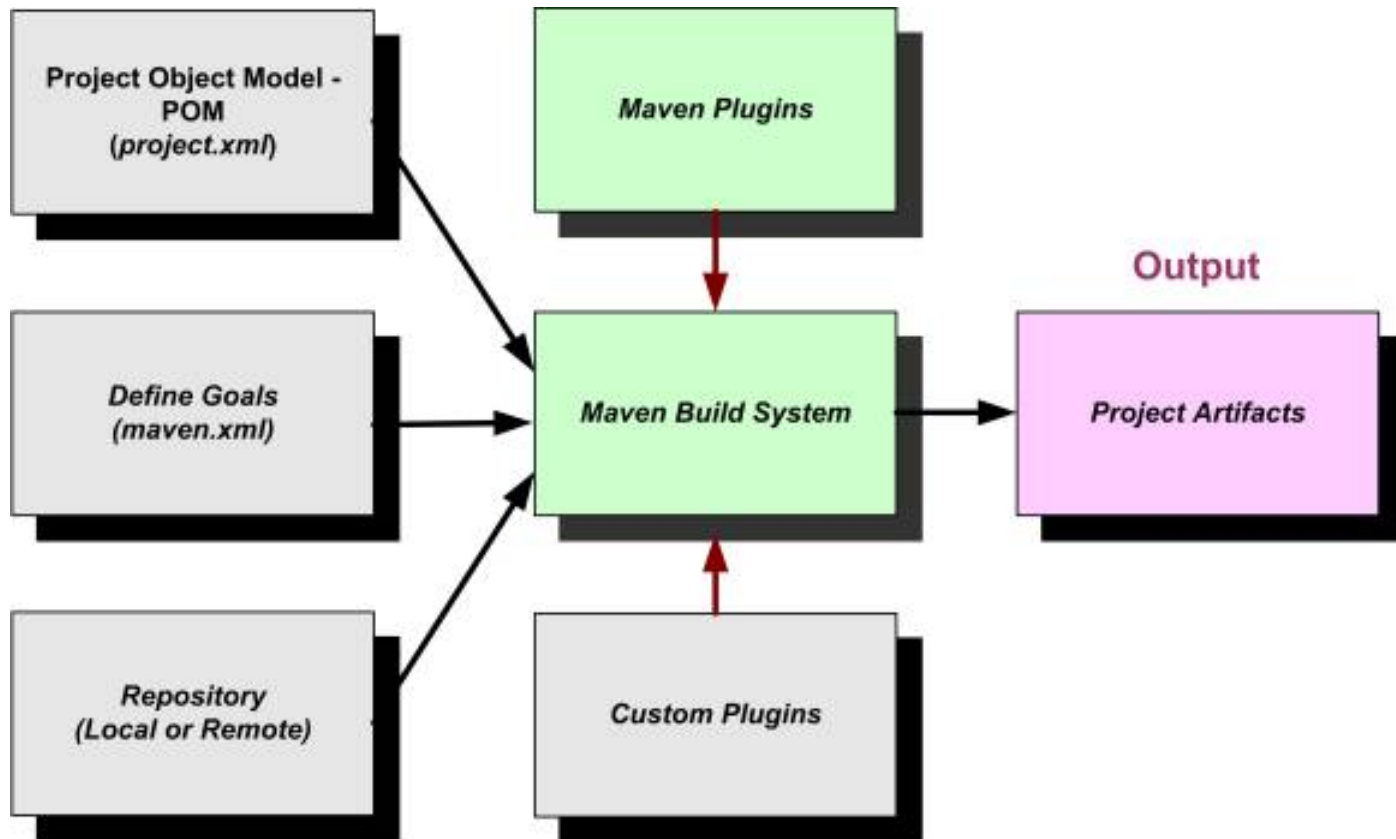 Project Object Model -
POM
(project.xml)
Maven Plugins
Output
Define Goals
(maven.xml)
Maven Build System
Project Artifacts
Repository
(Local or Remote)
Custom Plugins